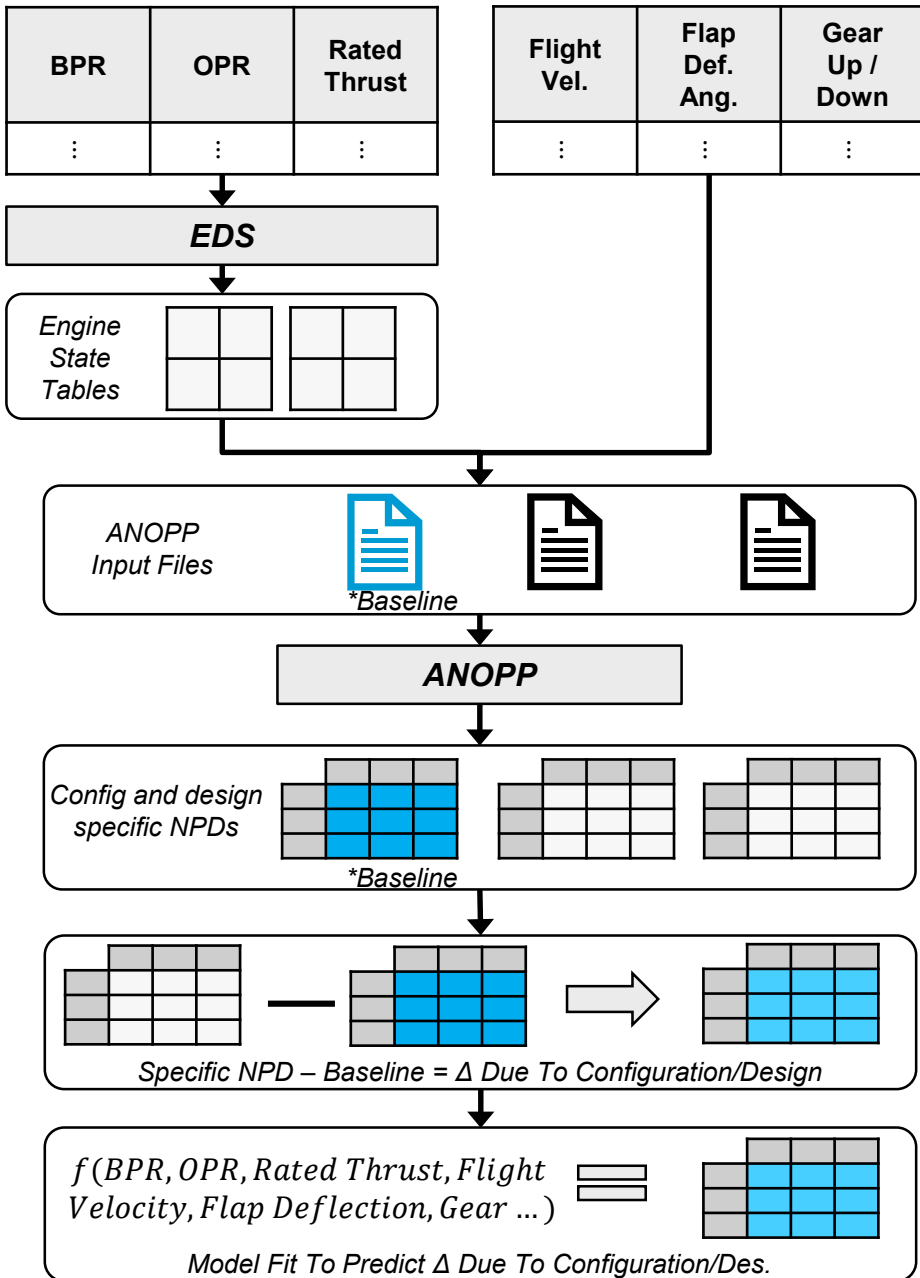 BPR
OPR
Rated
Thrust
Flight
Vel.
Flap
Def.
Ang.
Gear
Up /
Down
⋮
⋮
⋮
⋮
⋮
⋮
EDS
Engine
State
Tables
ANOPP
Input Files
*Baseline
ANOPP
Config and design
specific NPDs
*Baseline
Specific NPD – Baseline = Δ Due To Configuration/Design
f(BPR, OPR, Rated Thrust, Flight
Velocity, Flap Deflection, Gear … )
Model Fit To Predict Δ Due To Configuration/Des.